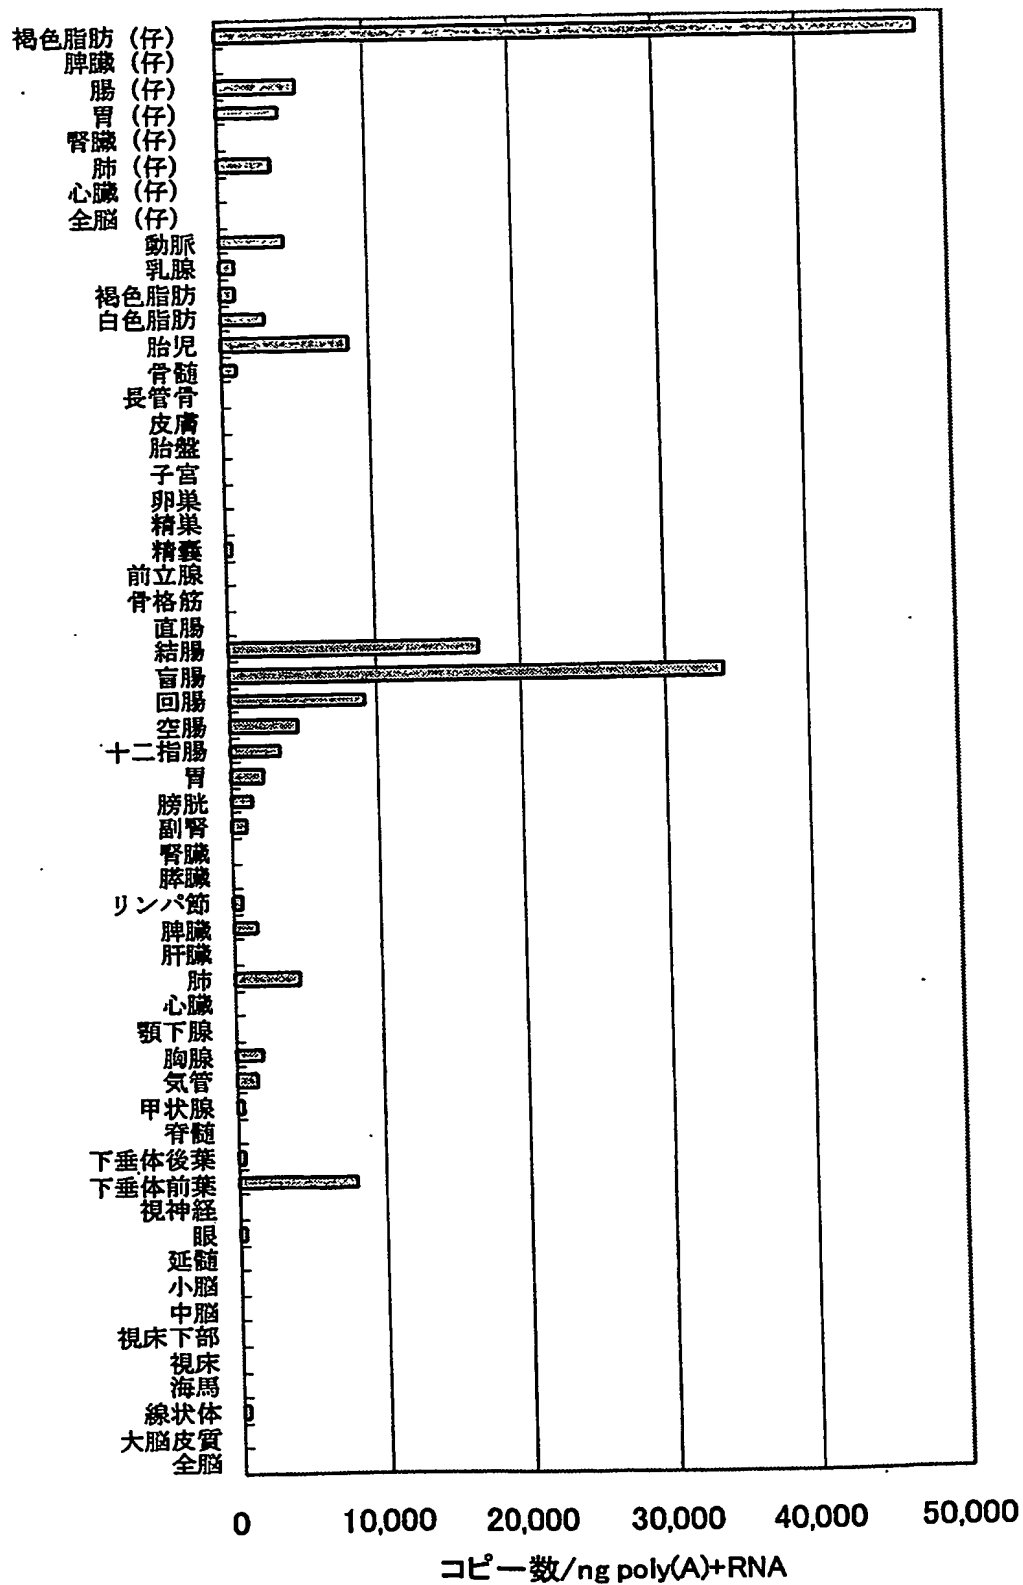 褐色脂肪 (仔)
脾臓 (仔)
腸 (仔)
胃 (仔)
腎臓 (仔)
肺 (仔)
心臓 (仔)
全脳 (仔)
動脈
乳腺
褐色脂肪
白色脂肪
胎児
骨髄
長管骨
皮膚
胎盤
子宮
卵巣
精巣
精嚢
前立腺
骨格筋
直腸
結腸
盲腸
回腸
空腸
十二指腸
胃
膀胱
副腎
腎臓
膵臓
リンパ節
脾臓
肝臓
肺
心臓
顎下腺
胸腺
気管
甲状腺
脊髄
下垂体後葉
下垂体前葉
視神経
眼
延髄
小脳
中脳
視床下部
視床
海馬
線状体
大脳皮質
全脳
0 10,000 20,000 30,000 40,000 50,000
コピー数/ng poly(A)+RNA